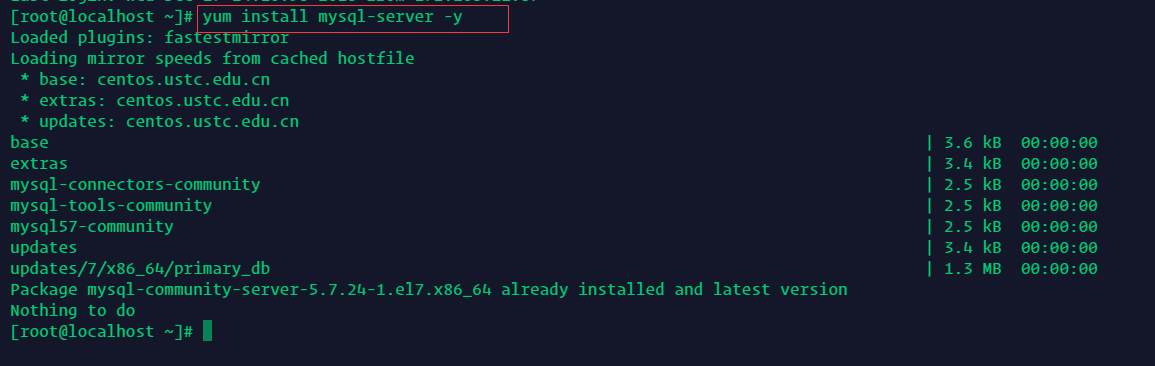 [root@localhost ~]# yum install mysql-server -y
Loaded plugins: fastestmirror
Loading mirror speeds from cached hostfile
 * base: centos.ustc.edu.cn
 * extras: centos.ustc.edu.cn
 * updates: centos.ustc.edu.cn
base | 3.6 kB 00:00:00
extras | 3.4 kB 00:00:00
mysql-connectors-community | 2.5 kB 00:00:00
mysql-tools-community | 2.5 kB 00:00:00
mysql57-community | 2.5 kB 00:00:00
updates | 3.4 kB 00:00:00
updates/7/x86_64/primary_db | 1.3 MB 00:00:00
Package mysql-community-server-5.7.24-1.el7.x86_64 already installed and latest version
Nothing to do
[root@localhost ~]#